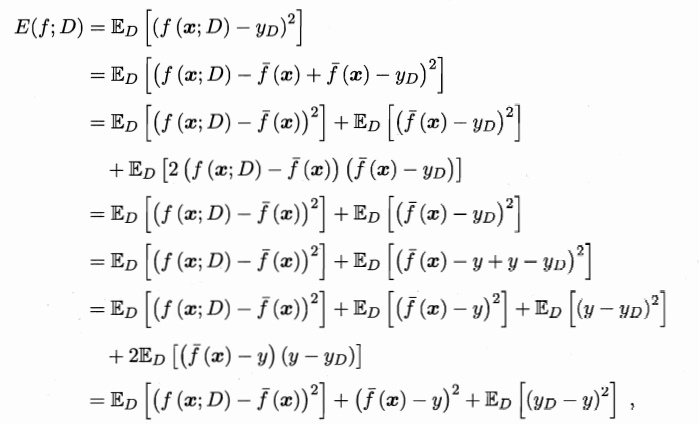 E(f; D) = 𝔼_D [(f (𝒙; D) − y_D)²]
= 𝔼_D [(f (𝒙; D) − f̄ (𝒙) + f̄ (𝒙) − y_D)²]
= 𝔼_D [(f (𝒙; D) − f̄ (𝒙))²] + 𝔼_D [(f̄ (𝒙) − y_D)²]
+ 𝔼_D [2 (f (𝒙; D) − f̄ (𝒙)) (f̄ (𝒙) − y_D)]
= 𝔼_D [(f (𝒙; D) − f̄ (𝒙))²] + 𝔼_D [(f̄ (𝒙) − y_D)²]
= 𝔼_D [(f (𝒙; D) − f̄ (𝒙))²] + 𝔼_D [(f̄ (𝒙) − y + y − y_D)²]
= 𝔼_D [(f (𝒙; D) − f̄ (𝒙))²] + 𝔼_D [(f̄ (𝒙) − y)²] + 𝔼_D [(y − y_D)²]
+ 2𝔼_D [(f̄ (𝒙) − y) (y − y_D)]
= 𝔼_D [(f (𝒙; D) − f̄ (𝒙))²] + (f̄ (𝒙) − y)² + 𝔼_D [(y_D − y)²] ,